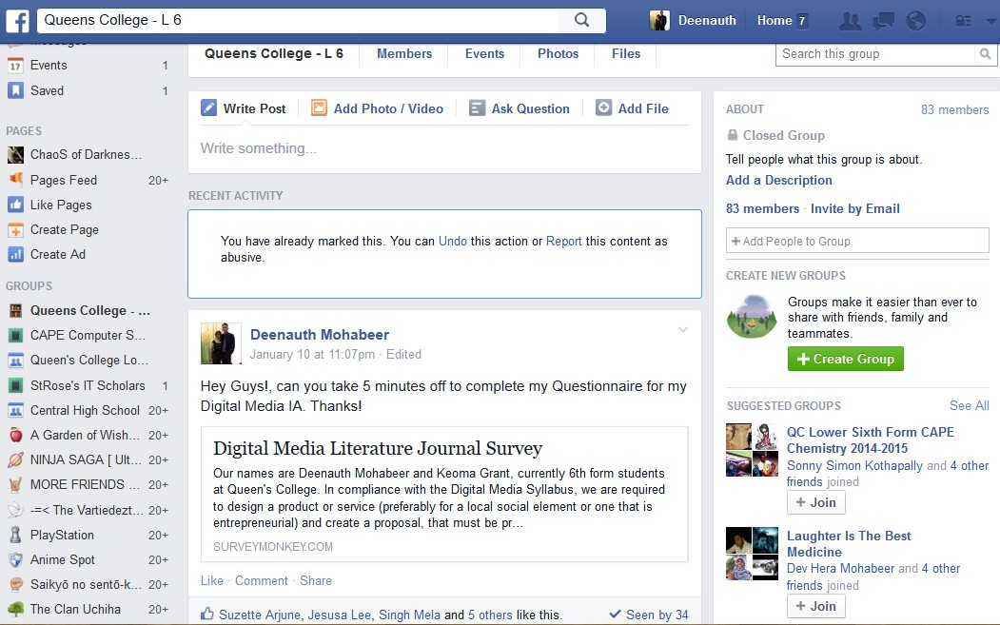 Queens College - L 6
Deenauth
Home 7
Messages
Events 1
Saved 1
PAGES
ChaoS of Darknes...
Pages Feed 20+
Like Pages
Create Page
Create Ad
GROUPS
Queens College - ...
CAPE Computer S...
Queen's College Lo...
StRose's IT Scholars 1
Central High School 20+
A Garden of Wish... 20+
NINJA SAGA [ Ult... 20+
MORE FRIENDS ... 20+
-=< The Vartiedezt... 20+
PlayStation 20+
Anime Spot 20+
Saikyō no sentō-k... 20+
The Clan Uchiha 20+
Queens College - L 6 Members Events Photos Files
Search this group
Write Post Add Photo / Video Ask Question Add File
Write something...
RECENT ACTIVITY
You have already marked this. You can Undo this action or Report this content as
abusive.
Deenauth Mohabeer
January 10 at 11:07pm · Edited
Hey Guys!, can you take 5 minutes off to complete my Questionnaire for my
Digital Media IA. Thanks!
Digital Media Literature Journal Survey
Our names are Deenauth Mohabeer and Keoma Grant, currently 6th form students
at Queen's College. In compliance with the Digital Media Syllabus, we are required
to design a product or service (preferably for a local social element or one that is
entrepreneurial) and create a proposal, that must be pr...
SURVEYMONKEY.COM
Like · Comment · Share
Suzette Arjune, Jesusa Lee, Singh Mela and 5 others like this.
Seen by 34
ABOUT 83 members
Closed Group
Tell people what this group is about.
Add a Description
83 members · Invite by Email
+ Add People to Group
CREATE NEW GROUPS
Groups make it easier than ever to
share with friends, family and
teammates.
+ Create Group
SUGGESTED GROUPS See All
QC Lower Sixth Form CAPE
Chemistry 2014-2015
Sonny Simon Kothapally and 4 other
friends joined
+ Join
Laughter Is The Best
Medicine
Dev Hera Mohabeer and 4 other
friends joined
+ Join